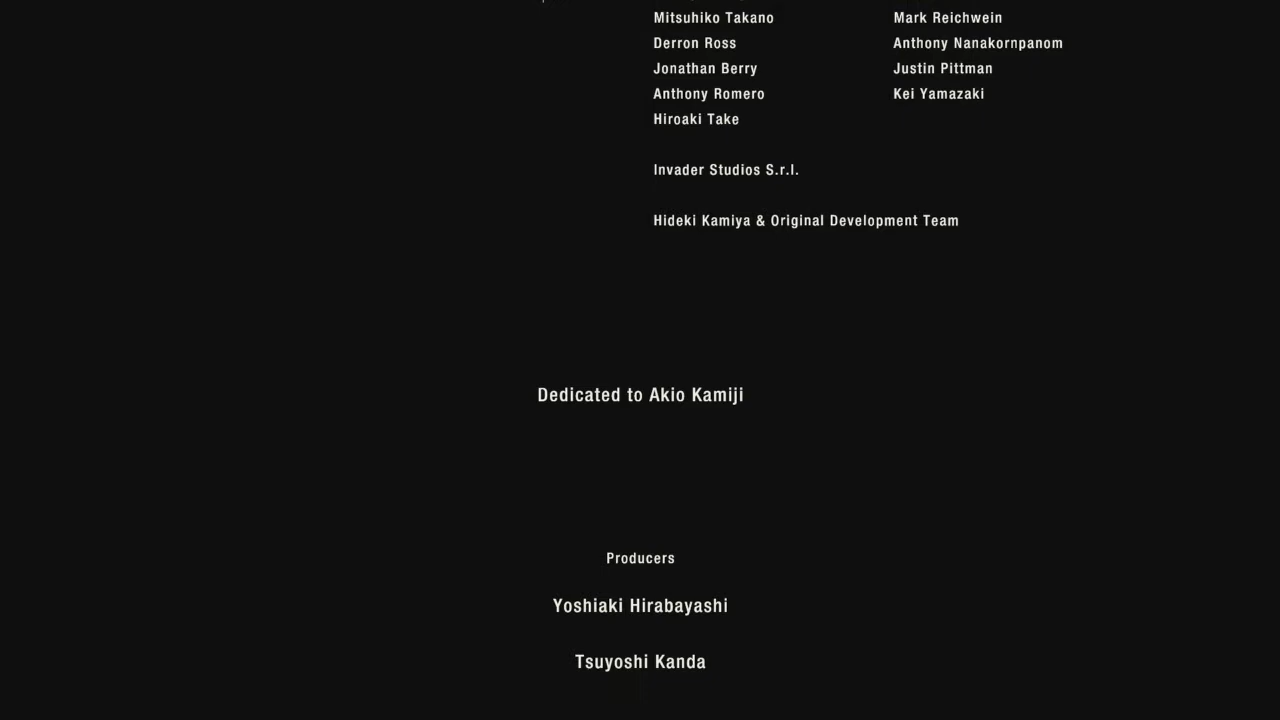 Mitsuhiko Takano Mark Reichwein
Derron Ross Anthony Nanakornpanom
Jonathan Berry Justin Pittman
Anthony Romero Kei Yamazaki
Hiroaki Take
Invader Studios S.r.l.
Hideki Kamiya & Original Development Team
Dedicated to Akio Kamiji
Producers
Yoshiaki Hirabayashi
Tsuyoshi Kanda